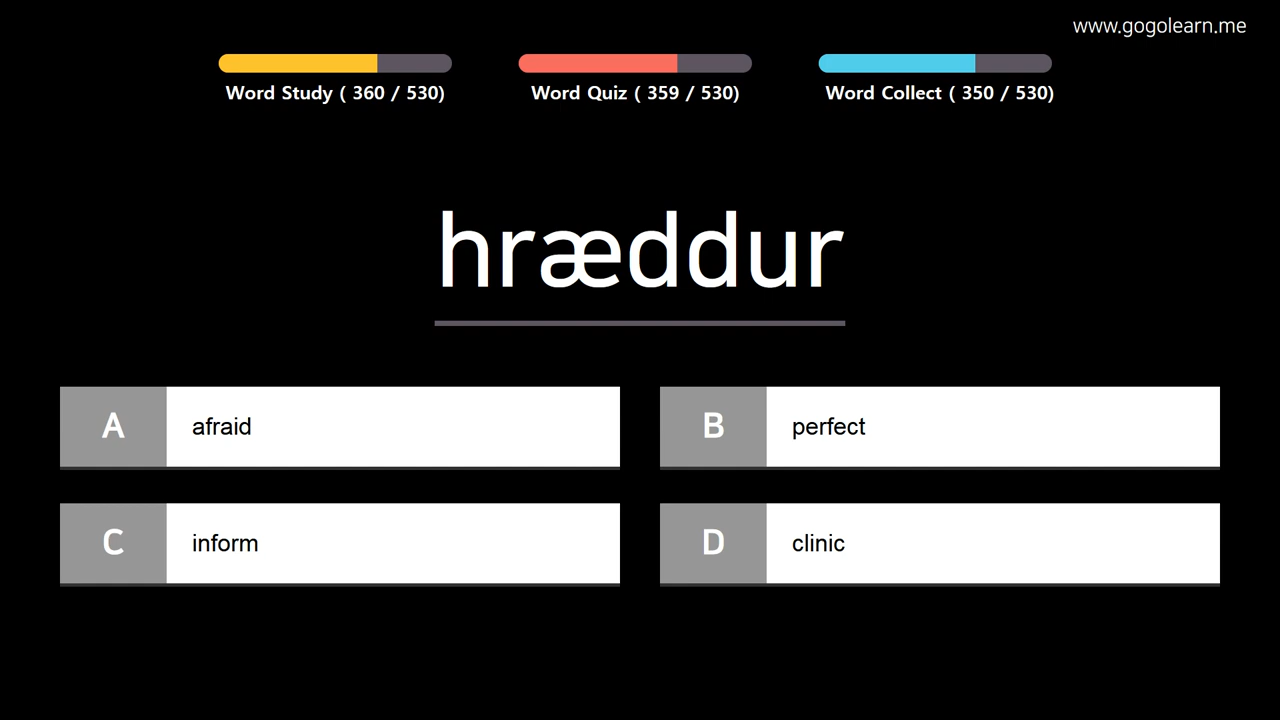 www.gogolearn.me
Word Study ( 360 / 530)
Word Quiz ( 359 / 530)
Word Collect ( 350 / 530)
hræddur
A afraid
B perfect
C inform
D clinic